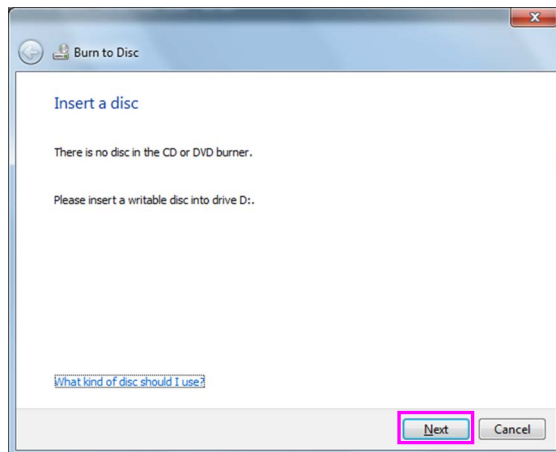 Burn to Disc
Insert a disc
There is no disc in the CD or DVD burner.
Please insert a writable disc into drive D:.
What kind of disc should I use?
Next Cancel